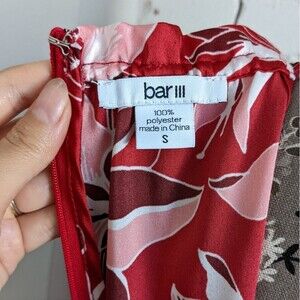 bar III
100%
polyester
made in China
S